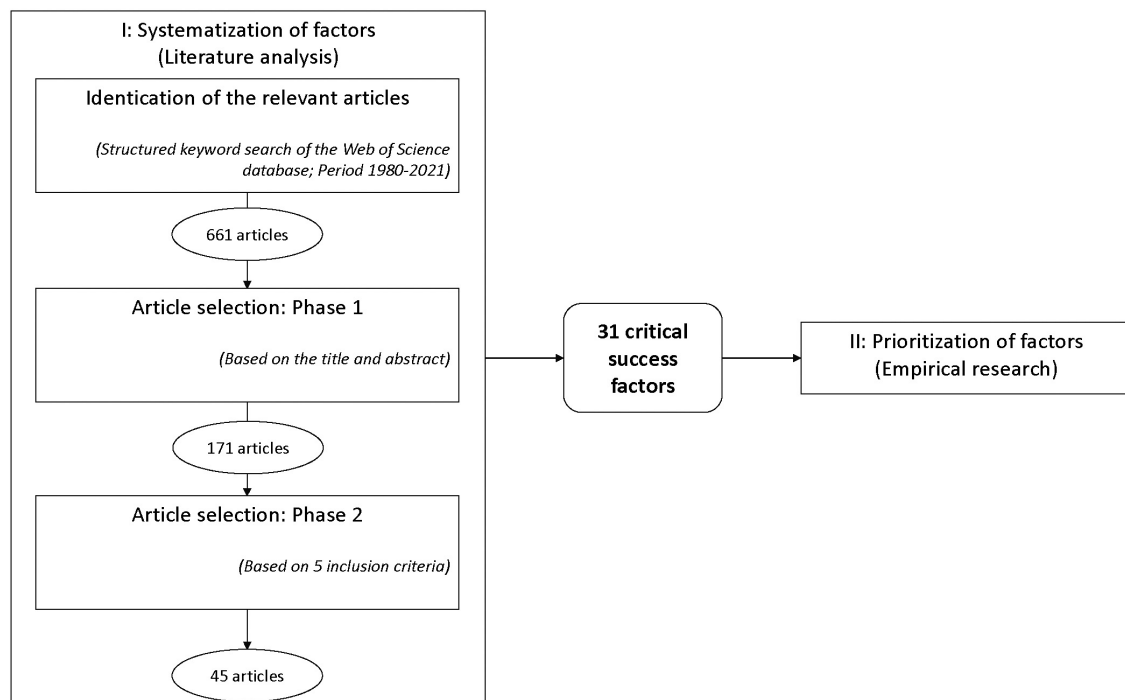 I: Systematization of factors
(Literature analysis)
Identication of the relevant articles
(Structured keyword search of the Web of Science
database; Period 1980-2021)
661 articles
Article selection: Phase 1
(Based on the title and abstract)
171 articles
Article selection: Phase 2
(Based on 5 inclusion criteria)
45 articles
31 critical
success
factors
II: Prioritization of factors
(Empirical research)